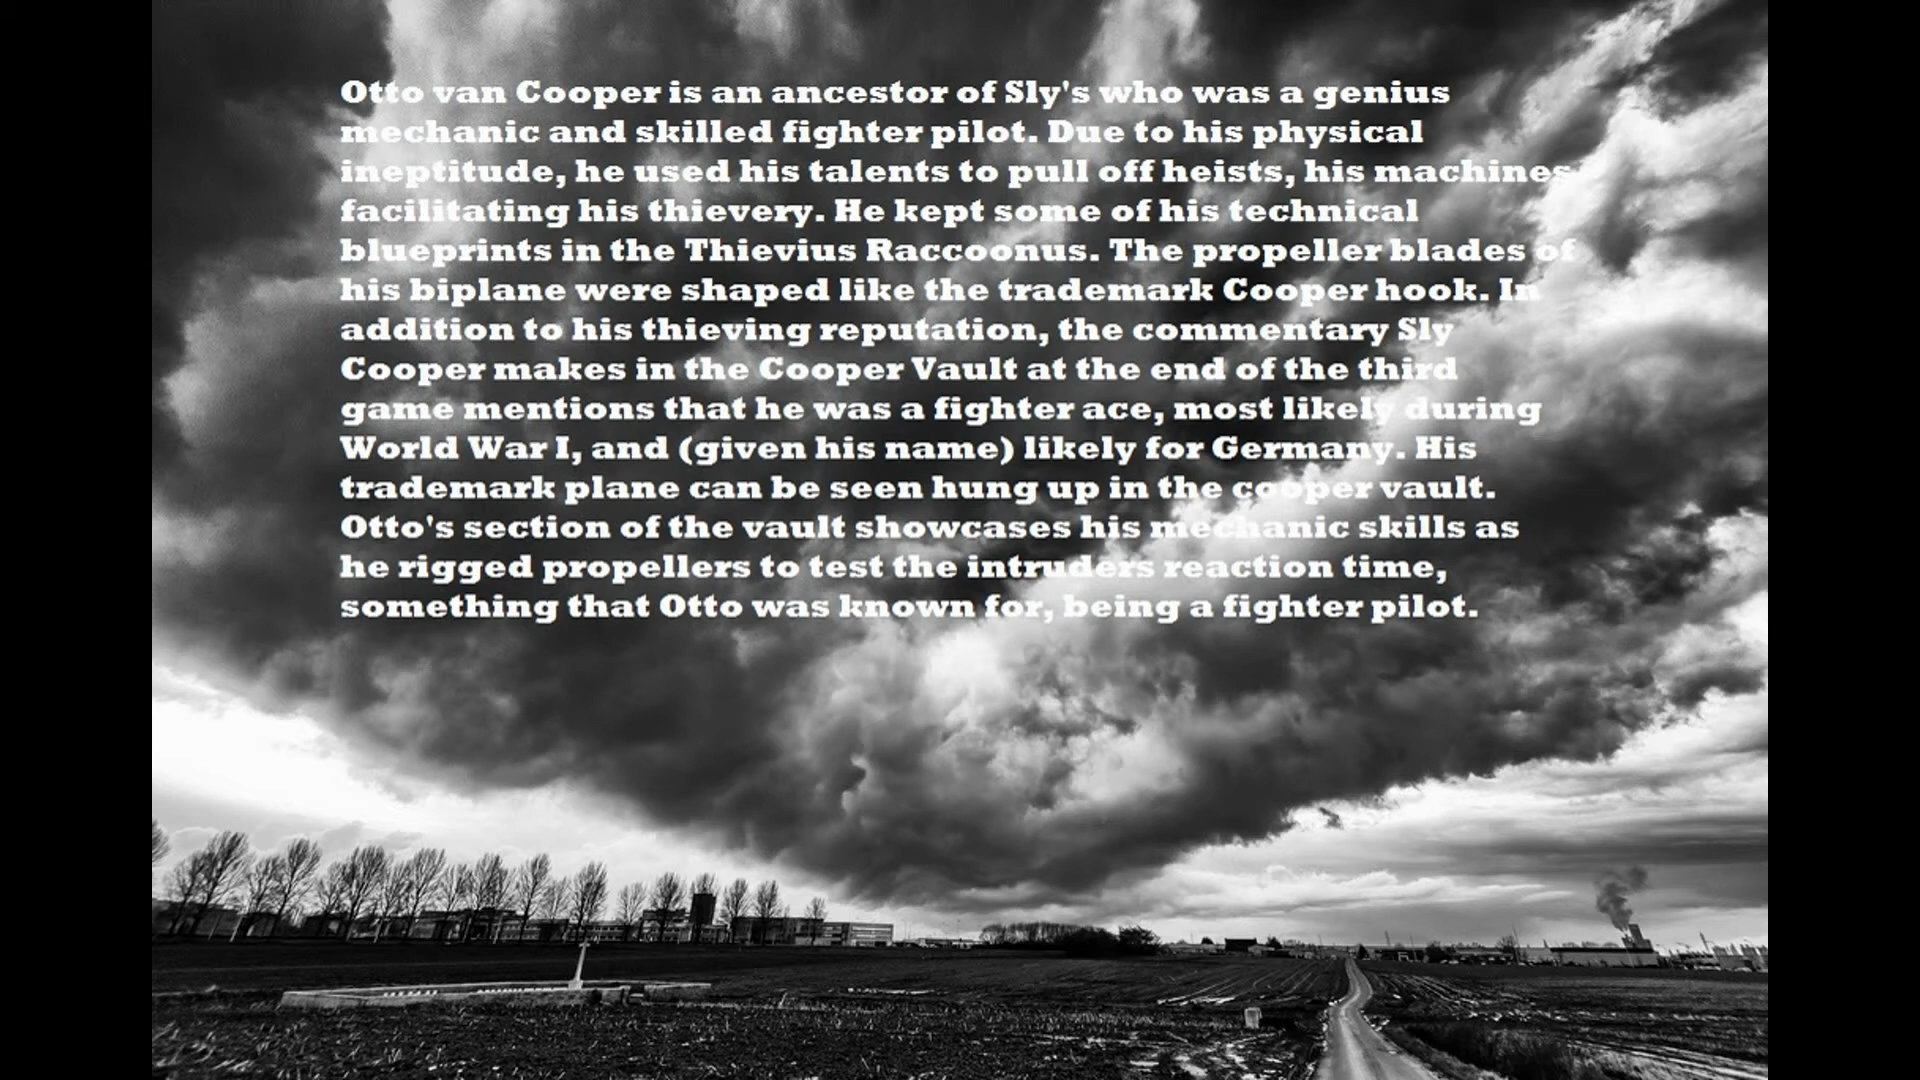 Otto van Cooper is an ancestor of Sly's who was a genius
mechanic and skilled fighter pilot. Due to his physical
ineptitude, he used his talents to pull off heists, his machines
facilitating his thievery. He kept some of his technical
blueprints in the Thievius Raccoonus. The propeller blades of
his biplane were shaped like the trademark Cooper hook. In
addition to his thieving reputation, the commentary Sly
Cooper makes in the Cooper Vault at the end of the third
game mentions that he was a fighter ace, most likely during
World War I, and (given his name) likely for Germany. His
trademark plane can be seen hung up in the cooper vault.
Otto's section of the vault showcases his mechanic skills as
he rigged propellers to test the intruders reaction time,
something that Otto was known for, being a fighter pilot.